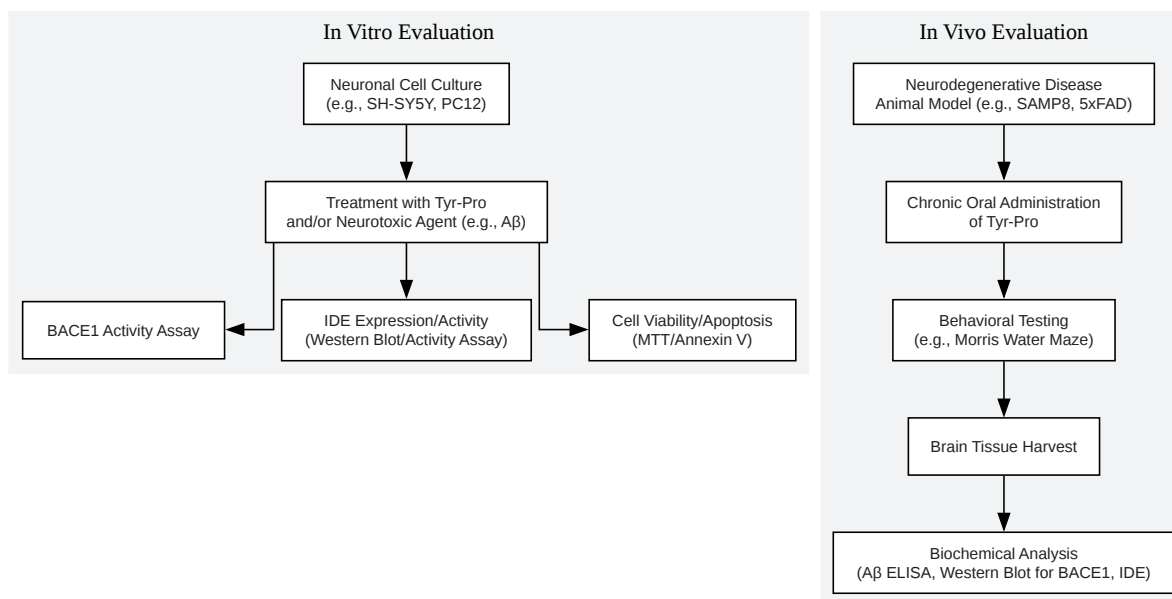 In Vitro Evaluation
Neuronal Cell Culture
(e.g., SH-SY5Y, PC12)
Treatment with Tyr-Pro
and/or Neurotoxic Agent (e.g., Aβ)
BACE1 Activity Assay
IDE Expression/Activity
(Western Blot/Activity Assay)
Cell Viability/Apoptosis
(MTT/Annexin V)
In Vivo Evaluation
Neurodegenerative Disease
Animal Model (e.g., SAMP8, 5xFAD)
Chronic Oral Administration
of Tyr-Pro
Behavioral Testing
(e.g., Morris Water Maze)
Brain Tissue Harvest
Biochemical Analysis
(Aβ ELISA, Western Blot for BACE1, IDE)